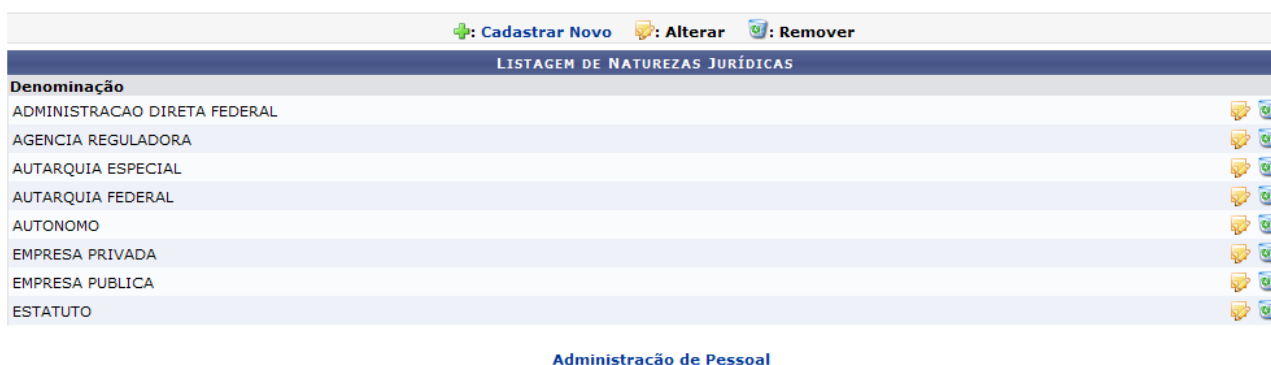 : Cadastrar Novo : Alterar : Remover
Listagem de Naturezas Jurídicas
Denominação
ADMINISTRACAO DIRETA FEDERAL
AGENCIA REGULADORA
AUTARQUIA ESPECIAL
AUTARQUIA FEDERAL
AUTONOMO
EMPRESA PRIVADA
EMPRESA PUBLICA
ESTATUTO
Administração de Pessoal